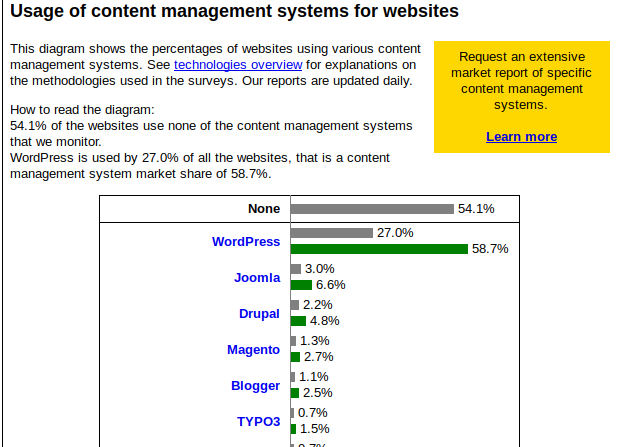 Usage of content management systems for websites
This diagram shows the percentages of websites using various content
management systems. See technologies overview for explanations on
the methodologies used in the surveys. Our reports are updated daily.
How to read the diagram:
54.1% of the websites use none of the content management systems
that we monitor.
WordPress is used by 27.0% of all the websites, that is a content
management system market share of 58.7%.
Request an extensive
market report of specific
content management
systems.
Learn more
None 54.1%
WordPress 27.0%
58.7%
Joomla 3.0%
6.6%
Drupal 2.2%
4.8%
Magento 1.3%
2.7%
Blogger 1.1%
2.5%
TYPO3 0.7%
1.5%